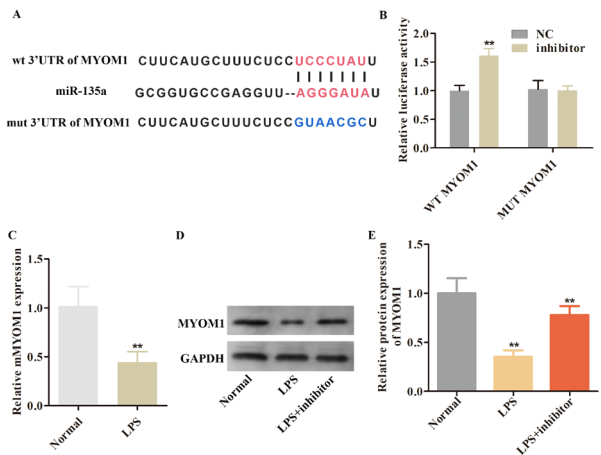 A
wt 3'UTR of MYOM1 CUUCAUGCUUUCUCCUCCCUAUU
miR-135a GCGGUGCCGAGGUU--AGGGAUA
mut 3'UTR of MYOM1 CUUCAUGCUUUCUCCGUAACGCU
B
Relative luciferase activity
2.0
1.5
1.0
0.5
0.0
NC
inhibitor
**
WT MYOM1
MUT MYOM1
C
Relative mMYOM1 expression
1.5
1.0
0.5
0.0
**
Normal
LPS
D
MYOM1
GAPDH
Normal
LPS
LPS+inhibitor
E
Relative protein expression
of MYOM1
1.5
1.0
0.5
0.0
**
**
Normal
LPS
LPS+inhibitor